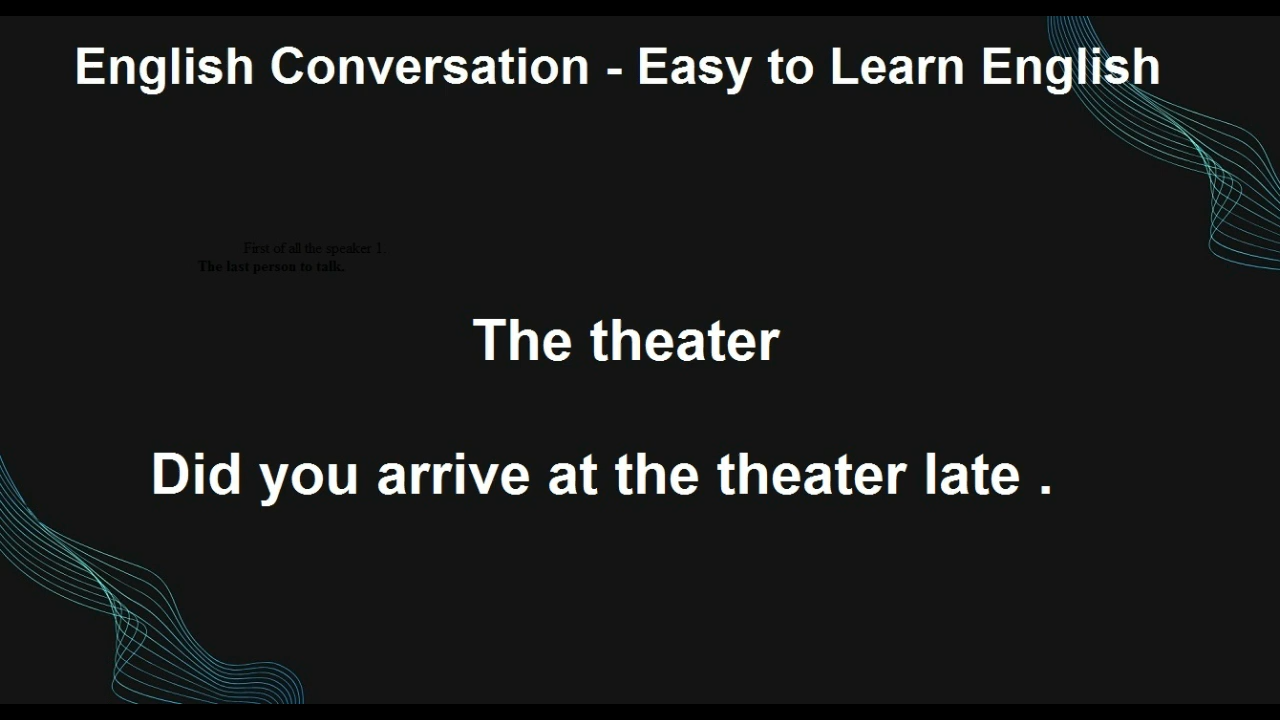 English Conversation - Easy to Learn English
First of all the speaker 1.
The last person to talk.
The theater
Did you arrive at the theater late .